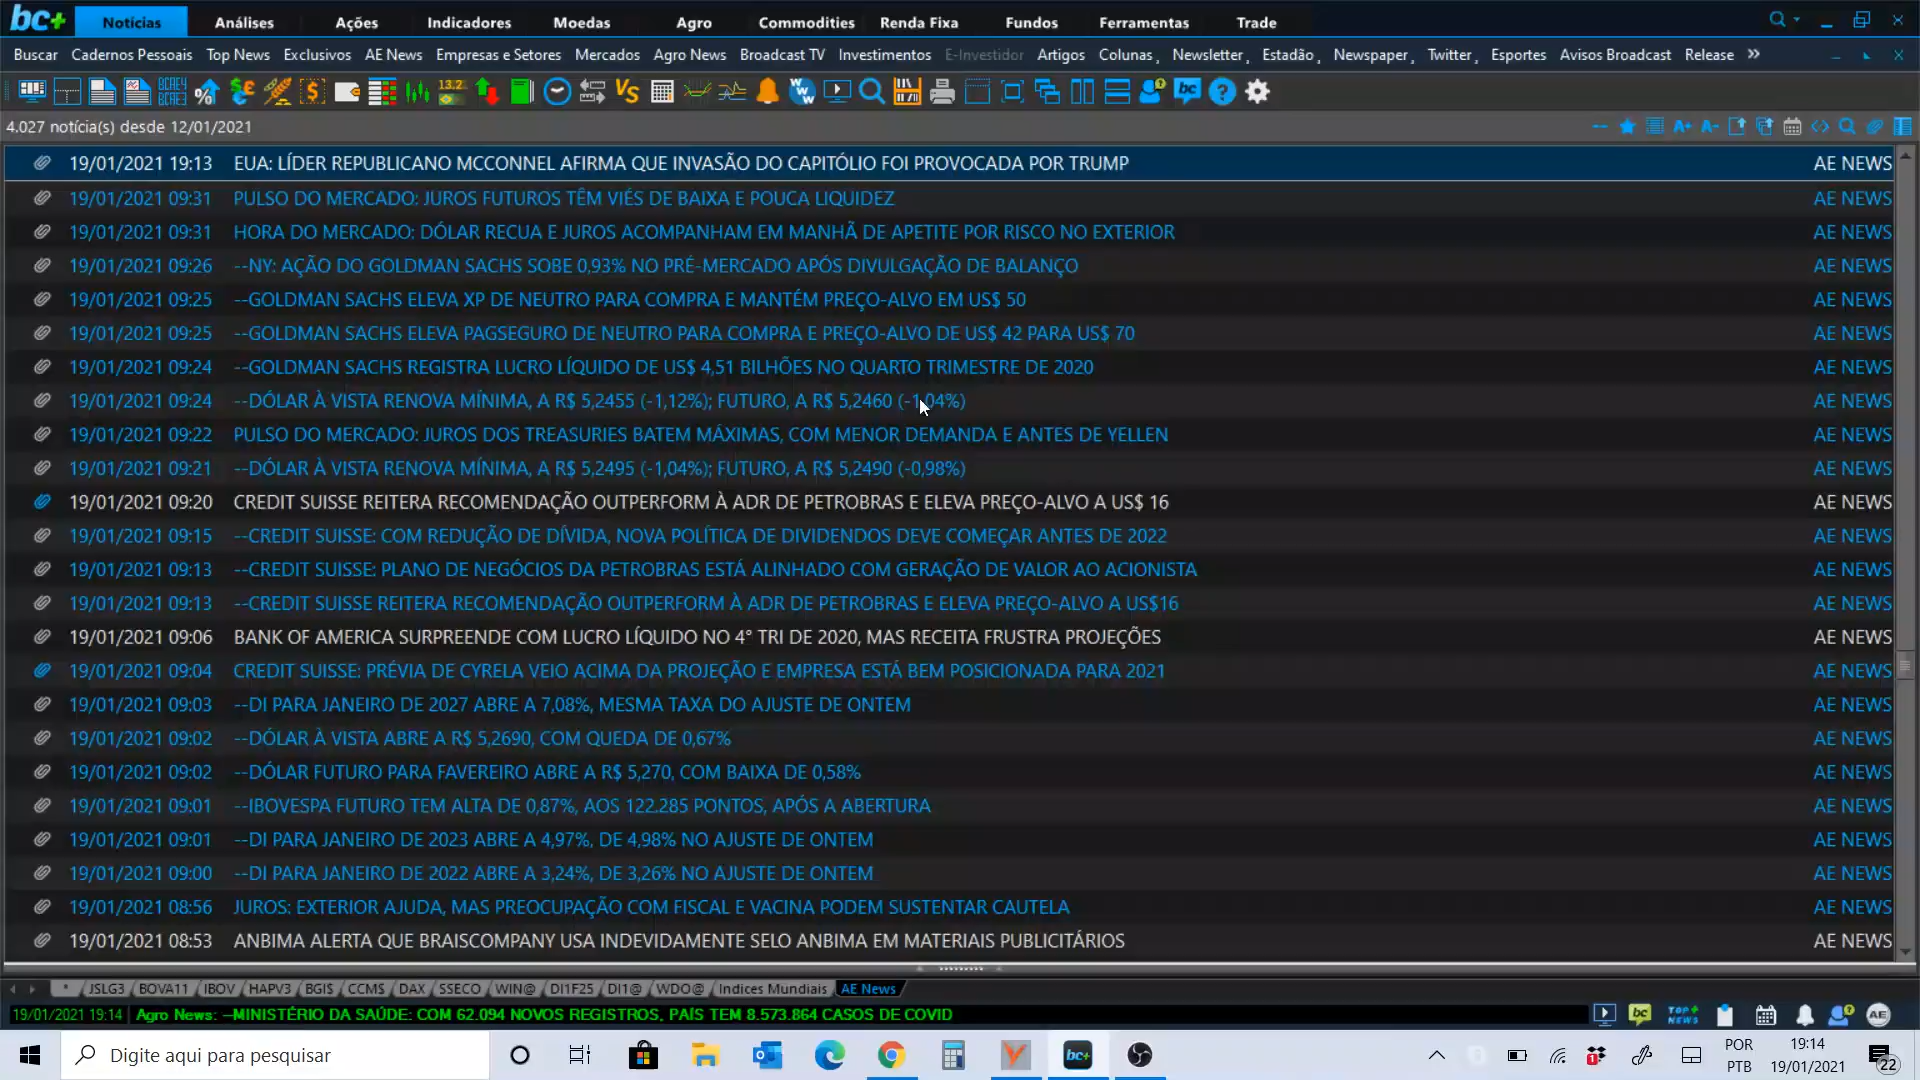 bc+ Notícias Análises Ações Indicadores Moedas Agro Commodities Renda Fixa Fundos Ferramentas Trade
Buscar Cadernos Pessoais Top News Exclusivos AE News Empresas e Setores Mercados Agro News Broadcast TV Investimentos E-Investidor Artigos Colunas Newsletter Estadão Newspaper Twitter Esportes Avisos Broadcast Release »
4.027 notícia(s) desde 12/01/2021
19/01/2021 19:13 EUA: LÍDER REPUBLICANO MCCONNEL AFIRMA QUE INVASÃO DO CAPITÓLIO FOI PROVOCADA POR TRUMP AE NEWS
19/01/2021 09:31 PULSO DO MERCADO: JUROS FUTUROS TÊM VIÉS DE BAIXA E POUCA LIQUIDEZ AE NEWS
19/01/2021 09:31 HORA DO MERCADO: DÓLAR RECUA E JUROS ACOMPANHAM EM MANHÃ DE APETITE POR RISCO NO EXTERIOR AE NEWS
19/01/2021 09:26 --NY: AÇÃO DO GOLDMAN SACHS SOBE 0,93% NO PRÉ-MERCADO APÓS DIVULGAÇÃO DE BALANÇO AE NEWS
19/01/2021 09:25 --GOLDMAN SACHS ELEVA XP DE NEUTRO PARA COMPRA E MANTÉM PREÇO-ALVO EM US$ 50 AE NEWS
19/01/2021 09:25 --GOLDMAN SACHS ELEVA PAGSEGURO DE NEUTRO PARA COMPRA E PREÇO-ALVO DE US$ 42 PARA US$ 70 AE NEWS
19/01/2021 09:24 --GOLDMAN SACHS REGISTRA LUCRO LÍQUIDO DE US$ 4,51 BILHÕES NO QUARTO TRIMESTRE DE 2020 AE NEWS
19/01/2021 09:24 --DÓLAR À VISTA RENOVA MÍNIMA, A R$ 5,2455 (-1,12%); FUTURO, A R$ 5,2460 (-1,04%) AE NEWS
19/01/2021 09:22 PULSO DO MERCADO: JUROS DOS TREASURIES BATEM MÁXIMAS, COM MENOR DEMANDA E ANTES DE YELLEN AE NEWS
19/01/2021 09:21 --DÓLAR À VISTA RENOVA MÍNIMA, A R$ 5,2495 (-1,04%); FUTURO, A R$ 5,2490 (-0,98%) AE NEWS
19/01/2021 09:20 CREDIT SUISSE REITERA RECOMENDAÇÃO OUTPERFORM À ADR DE PETROBRAS E ELEVA PREÇO-ALVO A US$ 16 AE NEWS
19/01/2021 09:15 --CREDIT SUISSE: COM REDUÇÃO DE DÍVIDA, NOVA POLÍTICA DE DIVIDENDOS DEVE COMEÇAR ANTES DE 2022 AE NEWS
19/01/2021 09:13 --CREDIT SUISSE: PLANO DE NEGÓCIOS DA PETROBRAS ESTÁ ALINHADO COM GERAÇÃO DE VALOR AO ACIONISTA AE NEWS
19/01/2021 09:13 --CREDIT SUISSE REITERA RECOMENDAÇÃO OUTPERFORM À ADR DE PETROBRAS E ELEVA PREÇO-ALVO A US$16 AE NEWS
19/01/2021 09:06 BANK OF AMERICA SURPREENDE COM LUCRO LÍQUIDO NO 4° TRI DE 2020, MAS RECEITA FRUSTRA PROJEÇÕES AE NEWS
19/01/2021 09:04 CREDIT SUISSE: PRÉVIA DE CYRELA VEIO ACIMA DA PROJEÇÃO E EMPRESA ESTÁ BEM POSICIONADA PARA 2021 AE NEWS
19/01/2021 09:03 --DI PARA JANEIRO DE 2027 ABRE A 7,08%, MESMA TAXA DO AJUSTE DE ONTEM AE NEWS
19/01/2021 09:02 --DÓLAR À VISTA ABRE A R$ 5,2690, COM QUEDA DE 0,67% AE NEWS
19/01/2021 09:02 --DÓLAR FUTURO PARA FAVEREIRO ABRE A R$ 5,270, COM BAIXA DE 0,58% AE NEWS
19/01/2021 09:01 --IBOVESPA FUTURO TEM ALTA DE 0,87%, AOS 122.285 PONTOS, APÓS A ABERTURA AE NEWS
19/01/2021 09:01 --DI PARA JANEIRO DE 2023 ABRE A 4,97%, DE 4,98% NO AJUSTE DE ONTEM AE NEWS
19/01/2021 09:00 --DI PARA JANEIRO DE 2022 ABRE A 3,24%, DE 3,26% NO AJUSTE DE ONTEM AE NEWS
19/01/2021 08:56 JUROS: EXTERIOR AJUDA, MAS PREOCUPAÇÃO COM FISCAL E VACINA PODEM SUSTENTAR CAUTELA AE NEWS
19/01/2021 08:53 ANBIMA ALERTA QUE BRAISCOMPANY USA INDEVIDAMENTE SELO ANBIMA EM MATERIAIS PUBLICITÁRIOS AE NEWS
* JSLG3 BOVA11 IBOV HAPV3 BGI$ CCM$ DAX SSECO WIN@ DI1F25 DI1@ WDO@ Indices Mundiais AE News
19/01/2021 19:14 Agro News: --MINISTÉRIO DA SAÚDE: COM 62.094 NOVOS REGISTROS, PAÍS TEM 8.573.864 CASOS DE COVID bc TOP+ NEWS AE
Digite aqui para pesquisar bc+ POR 19:14
PTB 19/01/2021 22